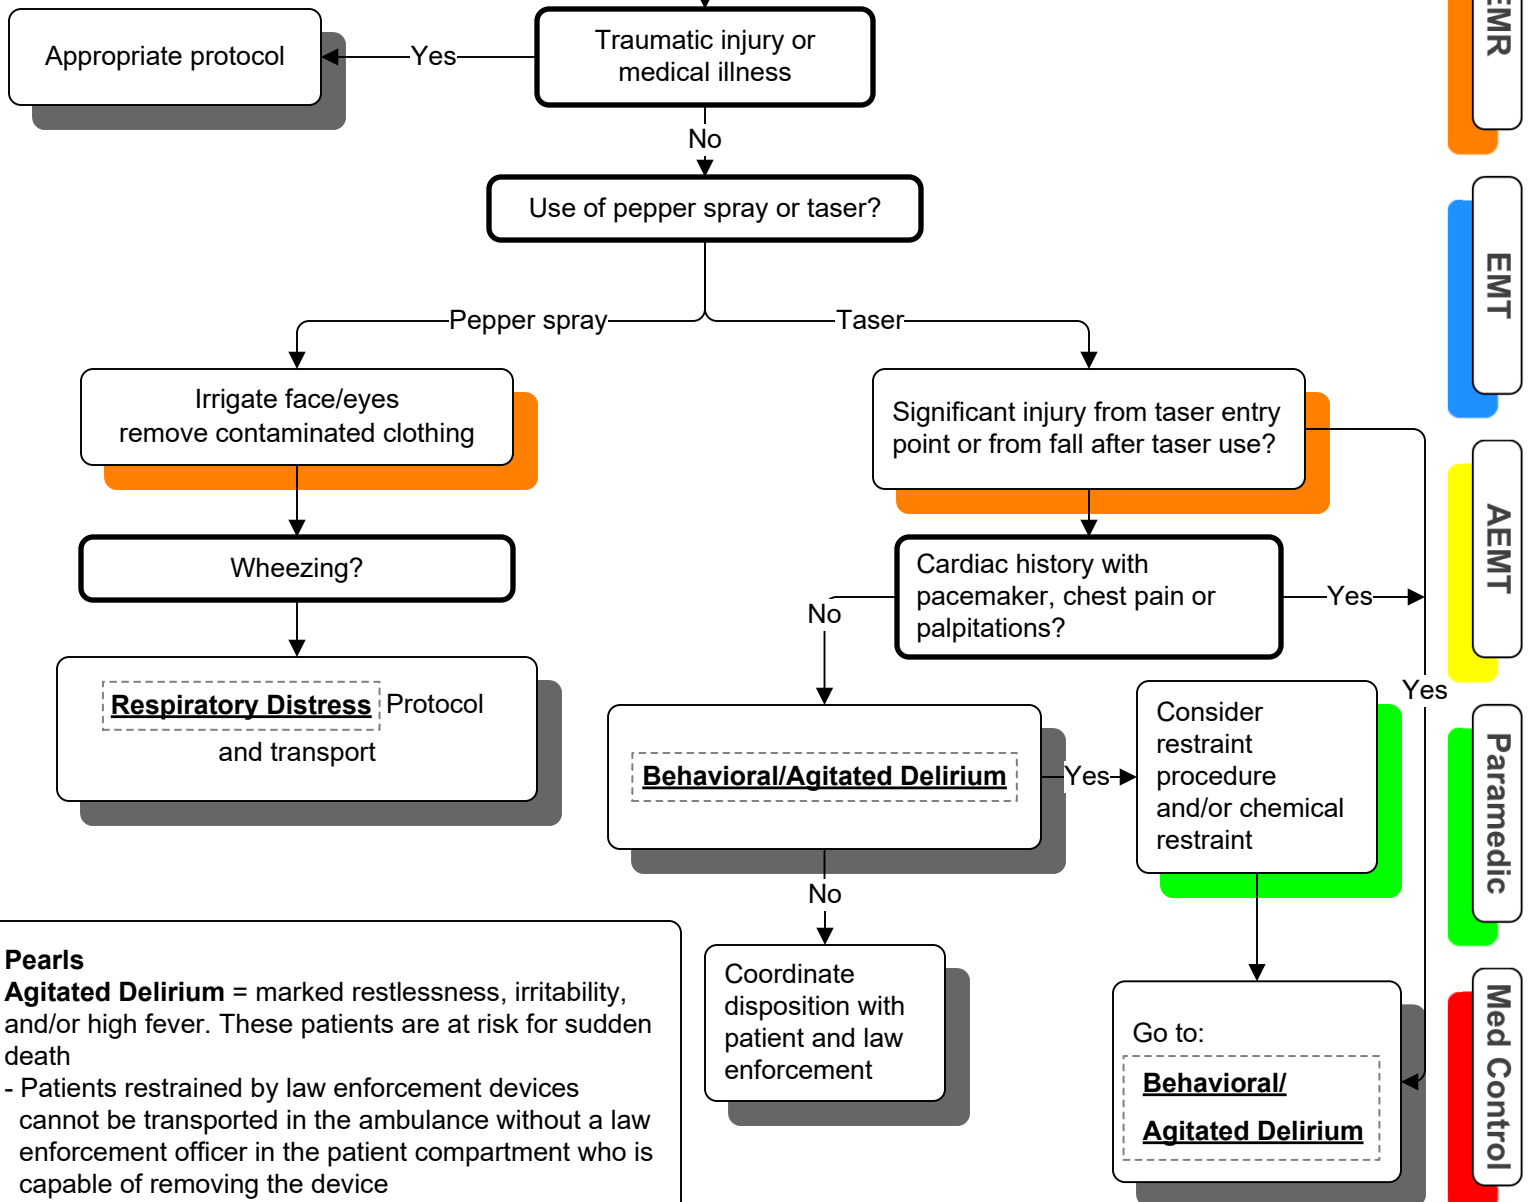 Appropriate protocol
Yes
Traumatic injury or
medical illness
No
Use of pepper spray or taser?
Pepper spray
Taser
Irrigate face/eyes
remove contaminated clothing
Significant injury from taser entry
point or from fall after taser use?
Wheezing?
Cardiac history with
pacemaker, chest pain or
palpitations?
Yes
No
Yes
Respiratory Distress Protocol
and transport
Behavioral/Agitated Delirium
Yes
Consider
restraint
procedure
and/or chemical
restraint
No
Coordinate
disposition with
patient and law
enforcement
Go to:
Behavioral/
Agitated Delirium
Pearls
Agitated Delirium = marked restlessness, irritability,
and/or high fever. These patients are at risk for sudden
death
- Patients restrained by law enforcement devices
cannot be transported in the ambulance without a law
enforcement officer in the patient compartment who is
capable of removing the device
EMR
EMT
AEMT
Paramedic
Med Control